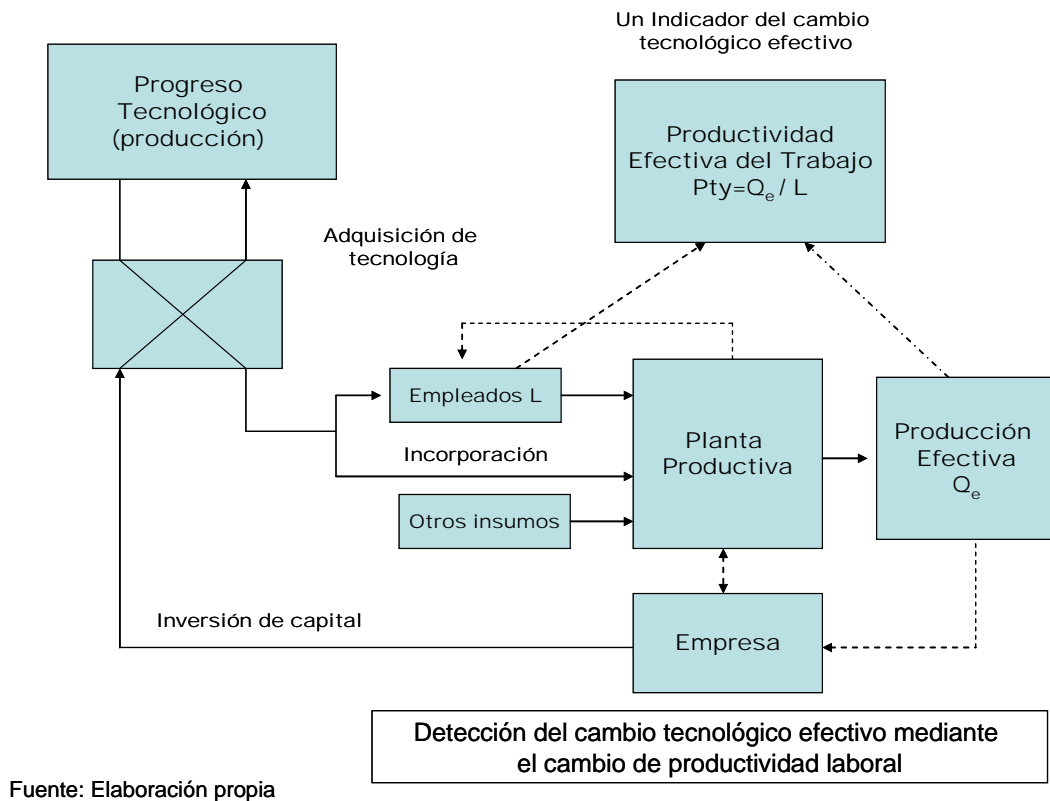 Un Indicador del cambio
tecnológico efectivo
Progreso
Tecnológico
(producción)
Productividad
Efectiva del Trabajo
Pty=Qe / L
Adquisición de
tecnología
Empleados L
Incorporación
Otros insumos
Planta
Productiva
Producción
Efectiva
Qe
Inversión de capital
Empresa
Detección del cambio tecnológico efectivo mediante
el cambio de productividad laboral
Fuente: Elaboración propia